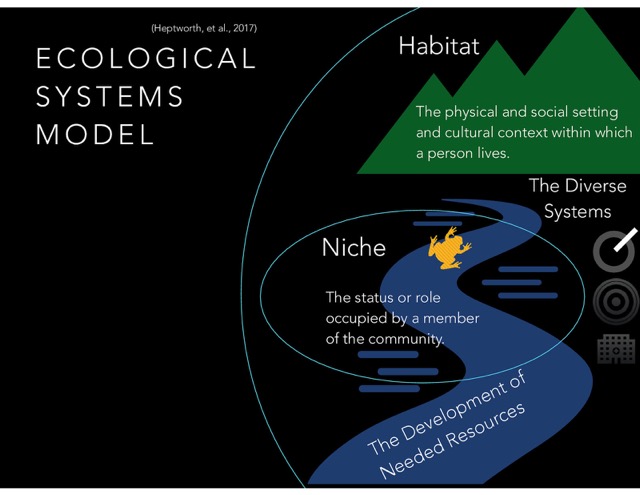 (Heptworth, et al., 2017)
ECOLOGICAL
SYSTEMS
MODEL
Habitat
The physical and social setting
and cultural context within which
a person lives.
The Diverse
Systems
Niche
The status or role
occupied by a member
of the community.
The Development of
Needed Resources